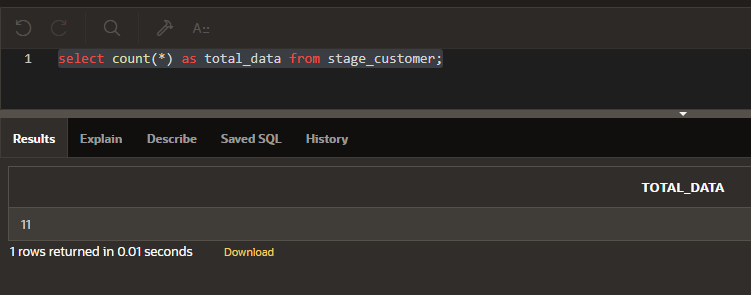 A::
1 select count(*) as total_data from stage_customer;
Results Explain Describe Saved SQL History
TOTAL_DATA
11
1 rows returned in 0.01 seconds Download